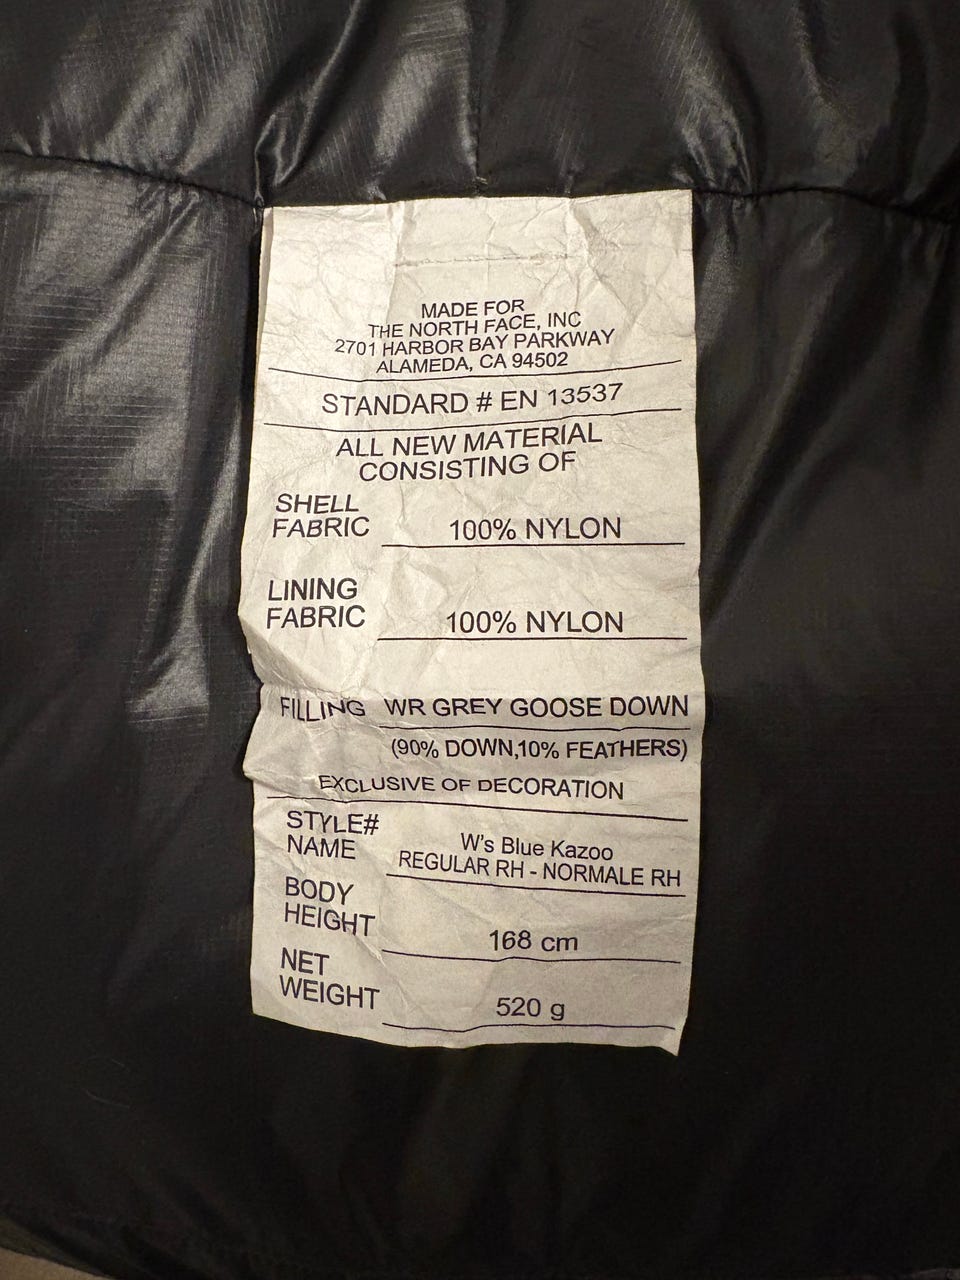 MADE FOR
THE NORTH FACE, INC
2701 HARBOR BAY PARKWAY
ALAMEDA, CA 94502
STANDARD # EN 13537
ALL NEW MATERIAL
CONSISTING OF
SHELL
FABRIC 100% NYLON
LINING
FABRIC 100% NYLON
FILLING WR GREY GOOSE DOWN
(90% DOWN,10% FEATHERS)
EXCLUSIVE OF DECORATION
STYLE#
NAME W's Blue Kazoo
REGULAR RH - NORMALE RH
BODY
HEIGHT 168 cm
NET
WEIGHT 520 g